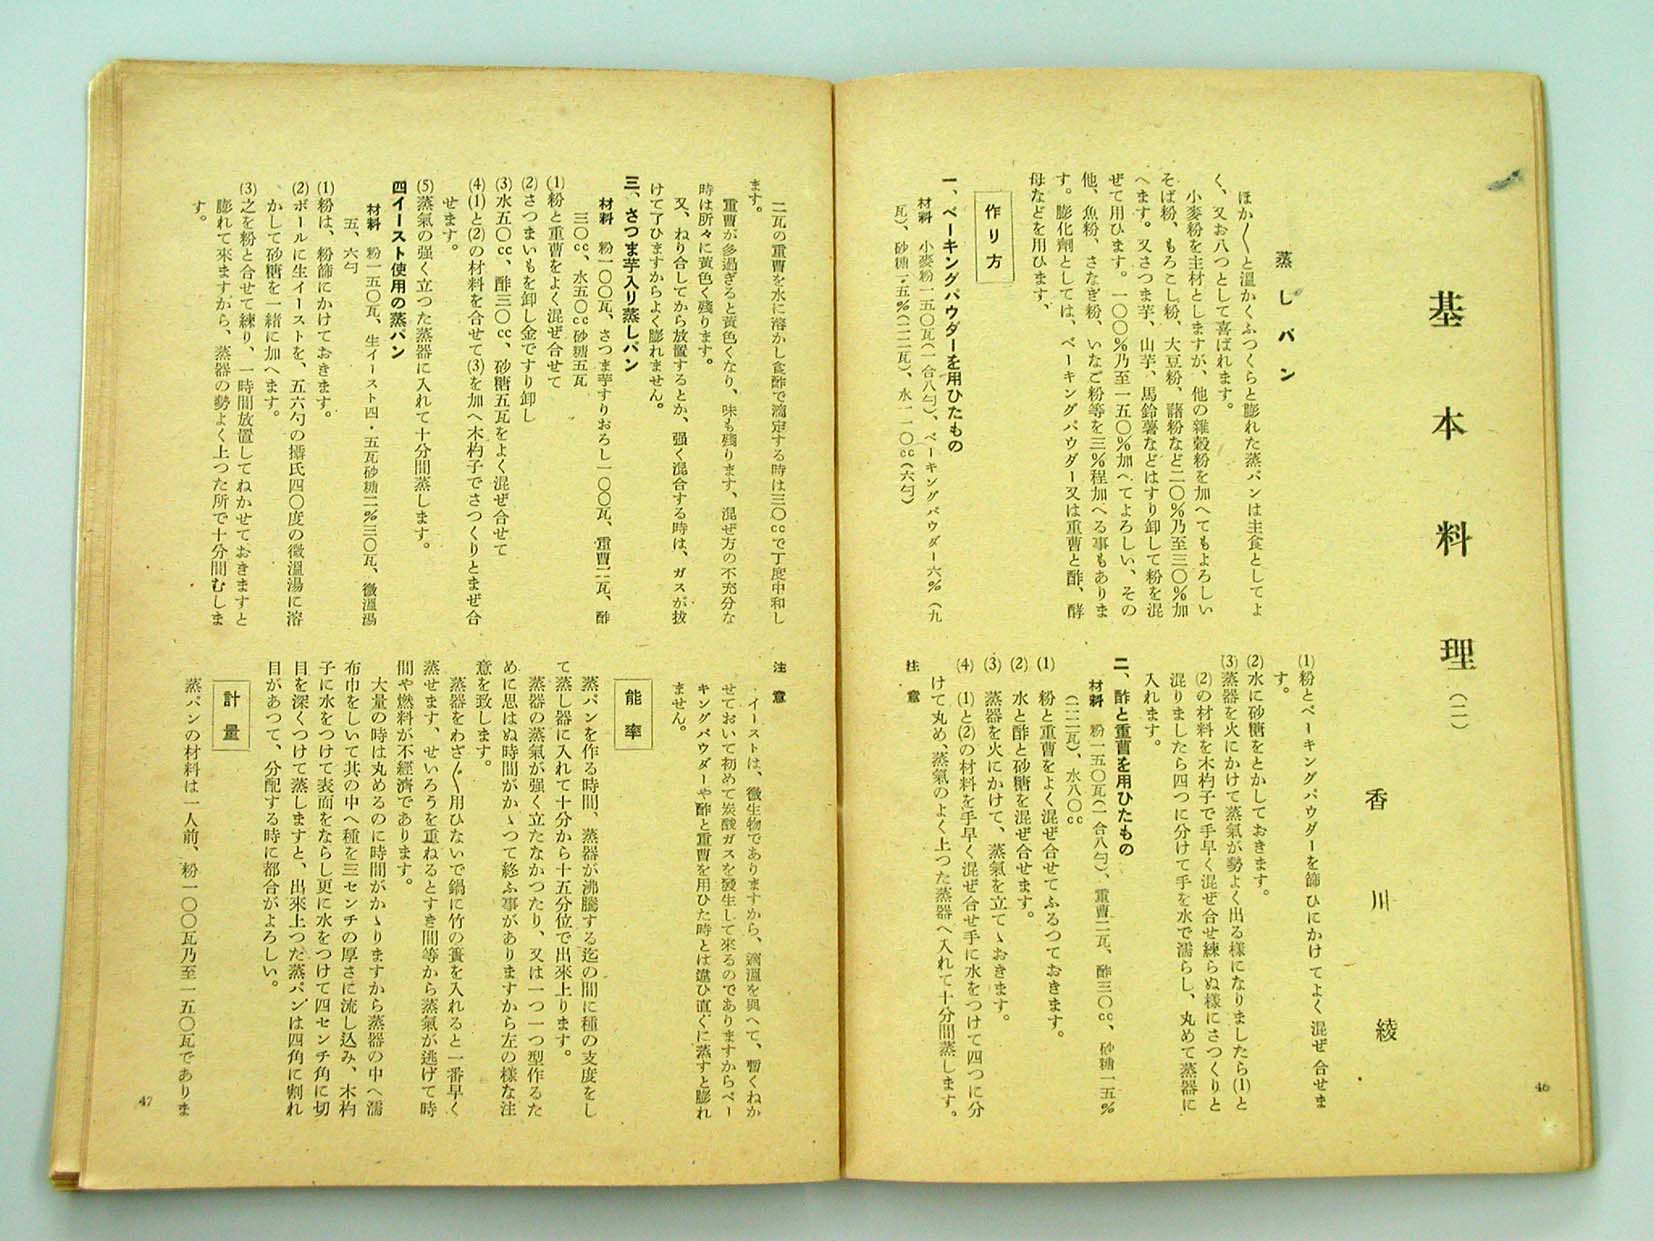 基本料理(二)
香川綾
蒸しパン
ほか〱と温かくふつくらと膨れた蒸パンは主食としてよ
く、又お八つとして喜ばれます。
小麥粉を主材としますが、他の雜穀粉を加へてもよろしい
そば粉、もろこし粉、大豆粉、藷粉など二〇%乃至三〇%加
へます。又さつま芋、山芋、馬鈴薯などはすり卸して粉を混
ぜて用ひます。一〇〇%乃至一五〇%加へてよろしい、その
他、魚粉、さなぎ粉、いなご粉等を三%程加へる事もありま
す。膨化劑としては、ベーキングパウダー又は重曹と酢、酵
母などを用ひます。
作り方
一、ベーキングパウダーを用ひたもの
材料 小麥粉一五〇瓦(一合八勺)、ベーキングパウダー六%(九
瓦)、砂糖一・五%(二二瓦)、水一一〇cc(六勺)
(1)粉とベーキングパウダーを篩ひにかけてよく混ぜ合せま
す。
(2)水に砂糖をとかしておきます。
(3)蒸器を火にかけて蒸氣が勢よく出る樣になりましたら(1)と
(2)の材料を木杓子で手早く混ぜ合せ練らぬ樣にさつくりと
混りましたら四つに分けて手を水で濡らし、丸めて蒸器に
入れます。
二、酢と重曹を用ひたもの
材料 粉一五〇瓦(一合八勺)、重曹二瓦、酢三〇cc、砂糖一五%
(二二瓦)、水八〇cc
(1) 粉と重曹をよく混ぜ合せてふるつておきます。
(2) 水と酢と砂糖を混ぜ合せます。
(3) 蒸器を火にかけて、蒸氣を立てゝおきます。
(4) (1)と(2)の材料を手早く混ぜ合せ手に水をつけて四つに分
けて丸め、蒸氣のよく上つた蒸器へ入れて十分間蒸します。
注意
46
二瓦の重曹を水に溶かし食酢で滴定する時は三〇ccで丁度中和し
ます。
重曹が多過ぎると黄色くなり、味も殘ります、混ぜ方の不充分な
時は所々に黄色く殘ります。
又、ねり合してから放置するとか、强く混合する時は、ガスが拔
けて了ひますからよく膨れません。
三、さつま芋入り蒸しパン
材料 粉一〇〇瓦、さつま芋すりおろし一〇〇瓦、重曹二瓦、酢
三〇cc、水五〇cc砂糖五瓦
(1)粉と重曹をよく混ぜ合せて
(2)さつまいもを卸し金ですり卸し
(3)水五〇cc、酢三〇cc、砂糖五瓦をよく混ぜ合せて
(4)(1)と(2)の材料を合せて(3)を加へ木杓子でさつくりとまぜ合
せます。
(5)蒸氣の强く立つた蒸器に入れて十分間蒸します。
四イースト使用の蒸パン
材料 粉一五〇瓦、生イースト四・五瓦砂糖二%三〇瓦、微溫湯
五、六勺
(1)粉は、粉篩にかけておきます。
(2)ボールに生イーストを、五六勺の攝氏四〇度の微溫湯に溶
かして砂糖を一緒に加へます。
(3)之を粉と合せて練り、一時間放置してねかせておきますと
膨れて來ますから、蒸器の勢よく上つた所で十分間むしま
す。
注意
イーストは、微生物でありますから、適溫を與へて、暫くねか
せておいて初めて炭酸ガスを發生して來るのでありますからベー
キングパウダーや酢と重曹を用ひた時とは違ひ直ぐに蒸すと膨れ
ません。
能率
蒸パンを作る時間、蒸器が沸騰する迄の間に種の支度をし
て蒸し器に入れて十分から十五分位で出來上ります。
蒸器の蒸氣が强く立たなかつたり、又は一つ一つ型作るた
めに思はぬ時間がかゝつて終ふ事がありますから左の樣な注
意を致します。
蒸器をわざ〲用ひないで鍋に竹の簀を入れると一番早く
蒸せます、せいろうを重ねるとすき間等から蒸氣が逃げて時
間や燃料が不經濟であります。
大量の時は丸めるのに時間がかゝりますから蒸器の中へ濡
布巾をしいて其の中へ種を三センチの厚さに流し込み、木杓
子に水をつけて表面をならし更に水をつけて四センチ角に切
目を深くつけて蒸しますと、出來上つた蒸パンは四角に割れ
目があつて、分配する時に都合がよろしい。
計量
蒸パンの材料は一人前、粉一〇〇瓦乃至一五〇瓦でありま
47